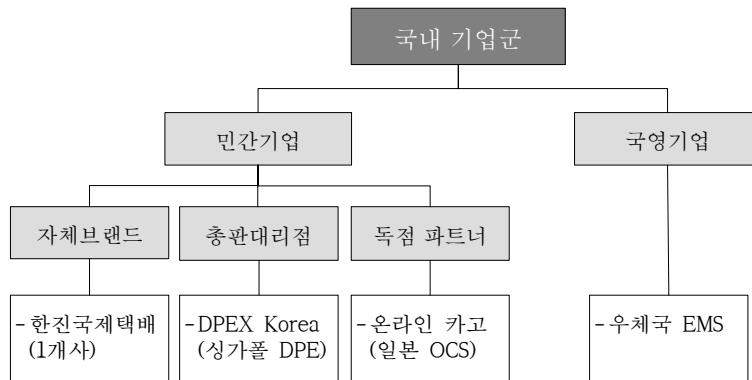 국내 기업군
민간기업
국영기업
자체브랜드
총판대리점
독점 파트너
-한진국제택배
(1개사)
-DPEX Korea
(싱가폴 DPE)
-온라인 카고
(일본 OCS)
-우체국 EMS